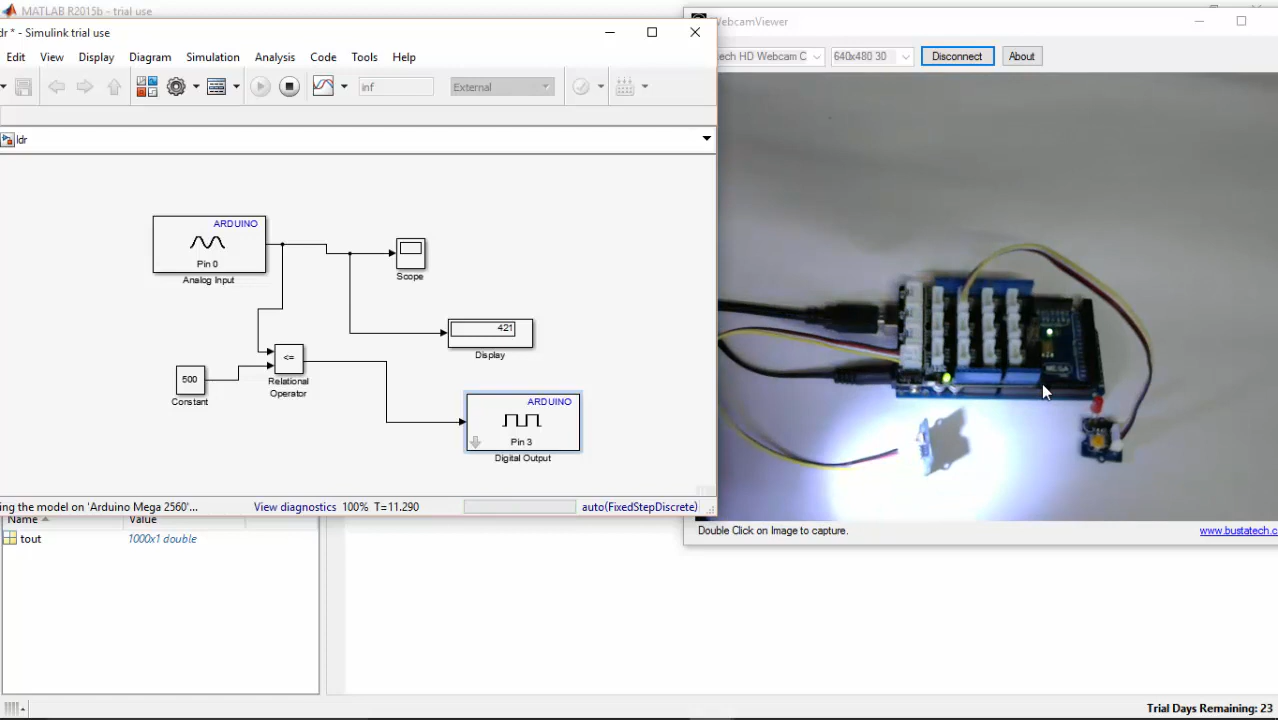 MATLAB R2015b - trial use
dr * - Simulink trial use
Edit View Display Diagram Simulation Analysis Code Tools Help
inf
External
ldr
ARDUINO
Pin 0
Analog Input
Scope
421
Display
<=
Relational
Operator
500
Constant
ARDUINO
Pin 3
Digital Output
ing the model on 'Arduino Mega 2560'... View diagnostics 100% T=11.290 auto(FixedStepDiscrete)
Name Value
tout 1000x1 double
WebcamViewer
tech HD Webcam C 640x480 30 Disconnect About
MEGA
Double Click on Image to capture. www.bustatech.c
Trial Days Remaining: 23